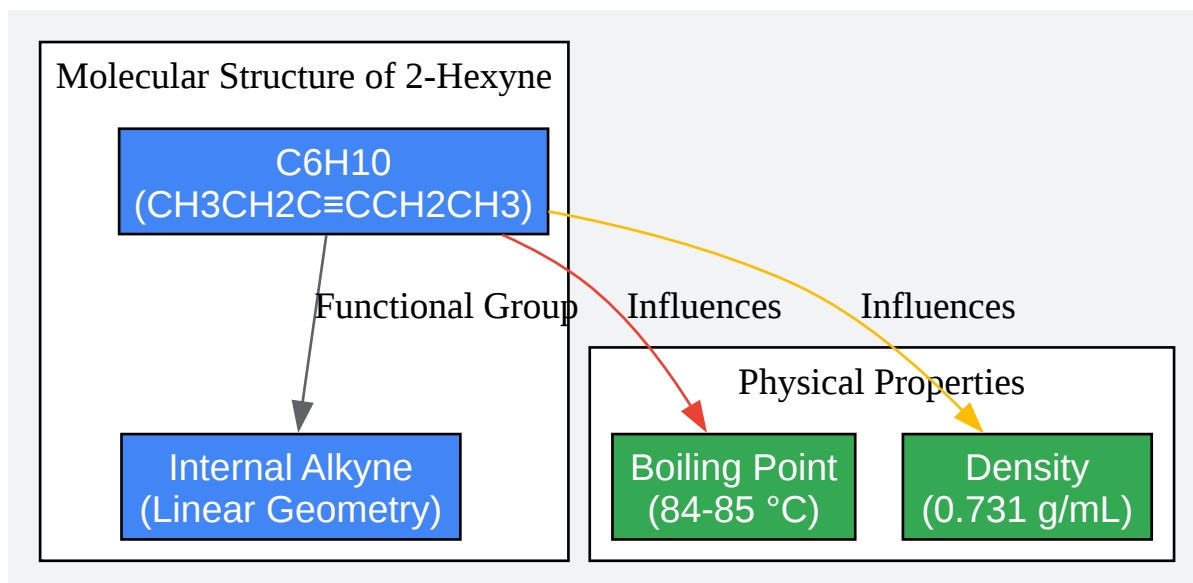 Molecular Structure of 2-Hexyne
C6H10
(CH3CH2C≡CCH2CH3)
Functional Group
Influences
Influences
Physical Properties
Internal Alkyne
(Linear Geometry)
Boiling Point
(84-85 °C)
Density
(0.731 g/mL)